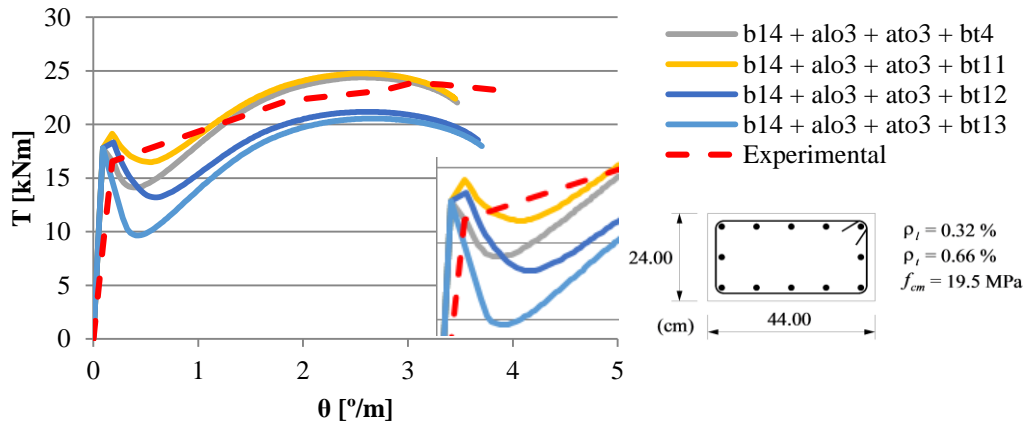 30
25
20
15
10
5
0
T [kNm]
0 1 2 3 4 5
θ [º/m]
b14 + alo3 + ato3 + bt4
b14 + alo3 + ato3 + bt11
b14 + alo3 + ato3 + bt12
b14 + alo3 + ato3 + bt13
Experimental
24.00
(cm)
44.00
ρl = 0.32 %
ρt = 0.66 %
fcm = 19.5 MPa